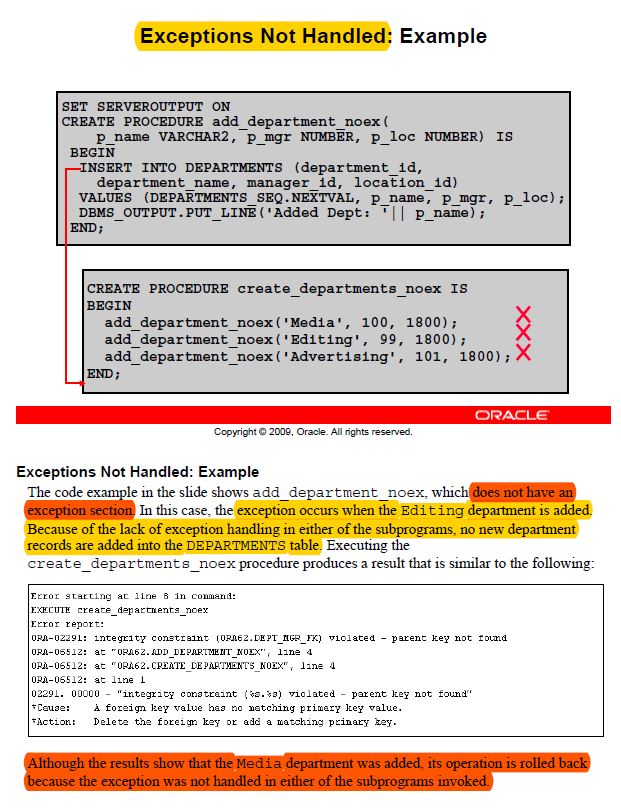 Exceptions Not Handled: Example
SET SERVEROUTPUT ON
CREATE PROCEDURE add_department_noex(
p_name VARCHAR2, p_mgr NUMBER, p_loc NUMBER) IS
BEGIN
INSERT INTO DEPARTMENTS (department_id,
department_name, manager_id, location_id)
VALUES (DEPARTMENTS_SEQ.NEXTVAL, p_name, p_mgr, p_loc);
DBMS_OUTPUT.PUT_LINE('Added Dept: '|| p_name);
END;
CREATE PROCEDURE create_departments_noex IS
BEGIN
add_department_noex('Media', 100, 1800);
add_department_noex('Editing', 99, 1800);
add_department_noex('Advertising', 101, 1800);
END;
ORACLE
Copyright © 2009, Oracle. All rights reserved.
Exceptions Not Handled: Example
The code example in the slide shows add_department_noex, which does not have an
exception section. In this case, the exception occurs when the Editing department is added.
Because of the lack of exception handling in either of the subprograms, no new department
records are added into the DEPARTMENTS table. Executing the
create_departments_noex procedure produces a result that is similar to the following:
Error starting at line 8 in command:
EXECUTE create_departments_noex
Error report:
ORA-02291: integrity constraint (ORA62.DEPT_MGR_FK) violated - parent key not found
ORA-06512: at "ORA62.ADD_DEPARTMENT_NOEX", line 4
ORA-06512: at "ORA62.CREATE_DEPARTMENTS_NOEX", line 4
ORA-06512: at line 1
02291. 00000 - "integrity constraint (%s.%s) violated - parent key not found"
*Cause: A foreign key value has no matching primary key value.
*Action: Delete the foreign key or add a matching primary key.
Although the results show that the Media department was added, its operation is rolled back
because the exception was not handled in either of the subprograms invoked.